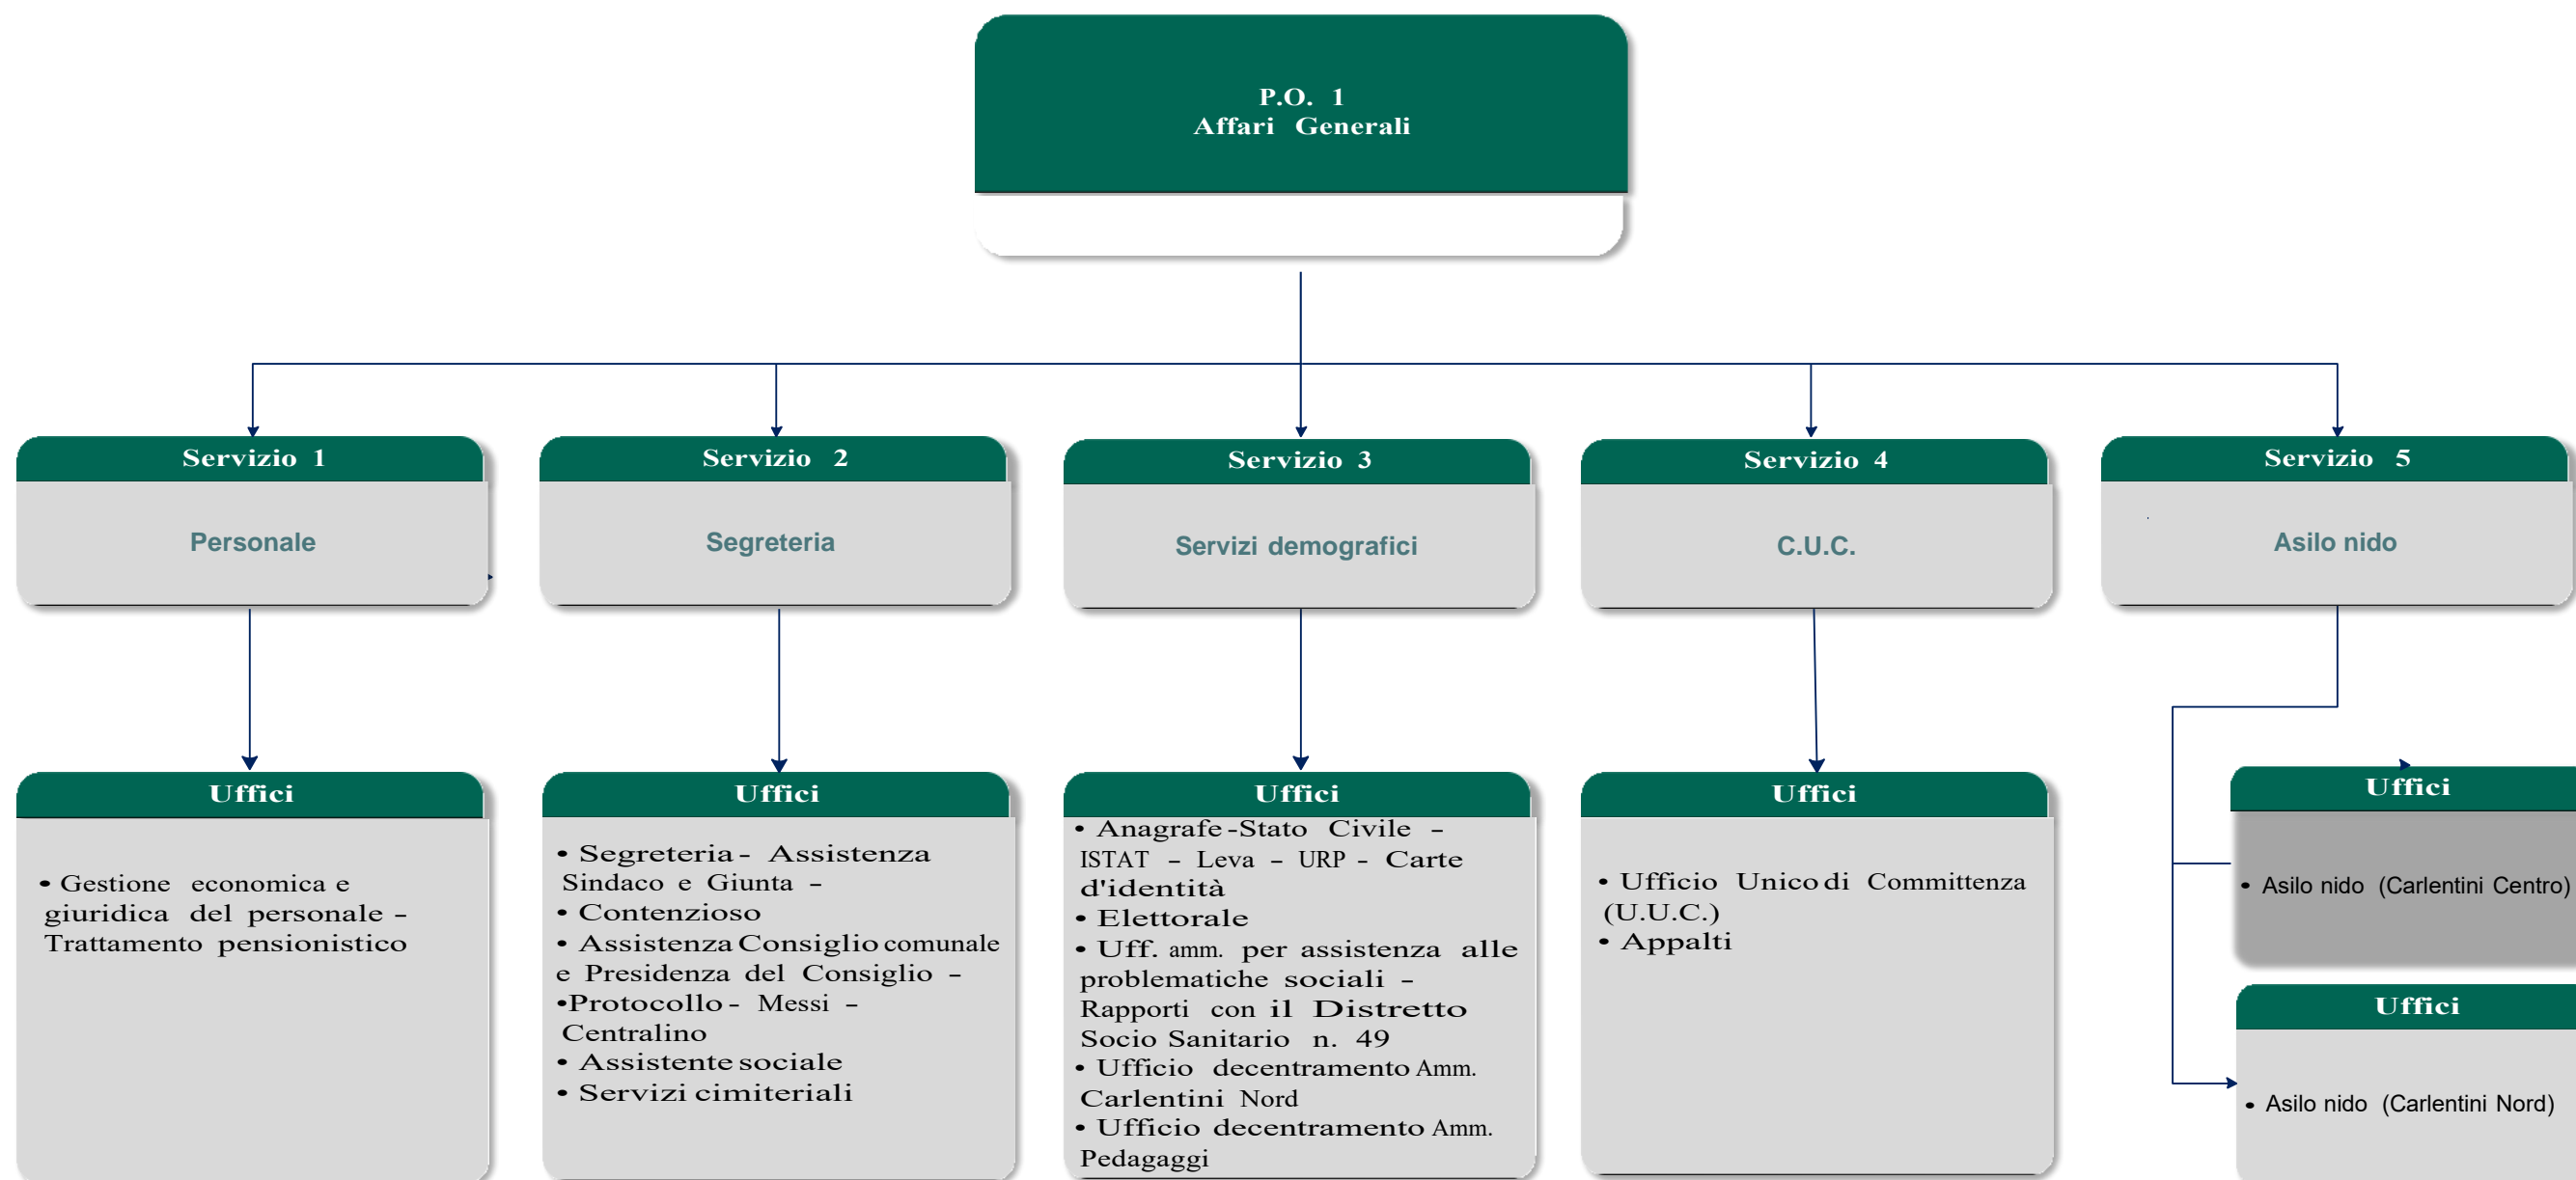 P.O. 1
Affari Generali
Servizio 1
Personale
Servizio 2
Segreteria
Servizio 3
Servizi demografici
Servizio 4
C.U.C.
Servizio 5
Asilo nido
Uffici
• Gestione economica e
giuridica del personale –
Trattamento pensionistico
Uffici
• Segreteria - Assistenza
Sindaco e Giunta –
• Contenzioso
• Assistenza Consiglio comunale
e Presidenza del Consiglio –
•Protocollo - Messi –
Centralino
• Assistente sociale
• Servizi cimiteriali
Uffici
• Anagrafe -Stato Civile –
ISTAT – Leva – URP – Carte
d'identità
• Elettorale
• Uff. amm. per assistenza alle
problematiche sociali –
Rapporti con il Distretto
Socio Sanitario n. 49
• Ufficio decentramento Amm.
Carlentini Nord
• Ufficio decentramento Amm.
Pedagaggi
Uffici
• Ufficio Unico di Committenza
(U.U.C.)
• Appalti
Uffici
• Asilo nido (Carlentini Centro)
Uffici
• Asilo nido (Carlentini Nord)